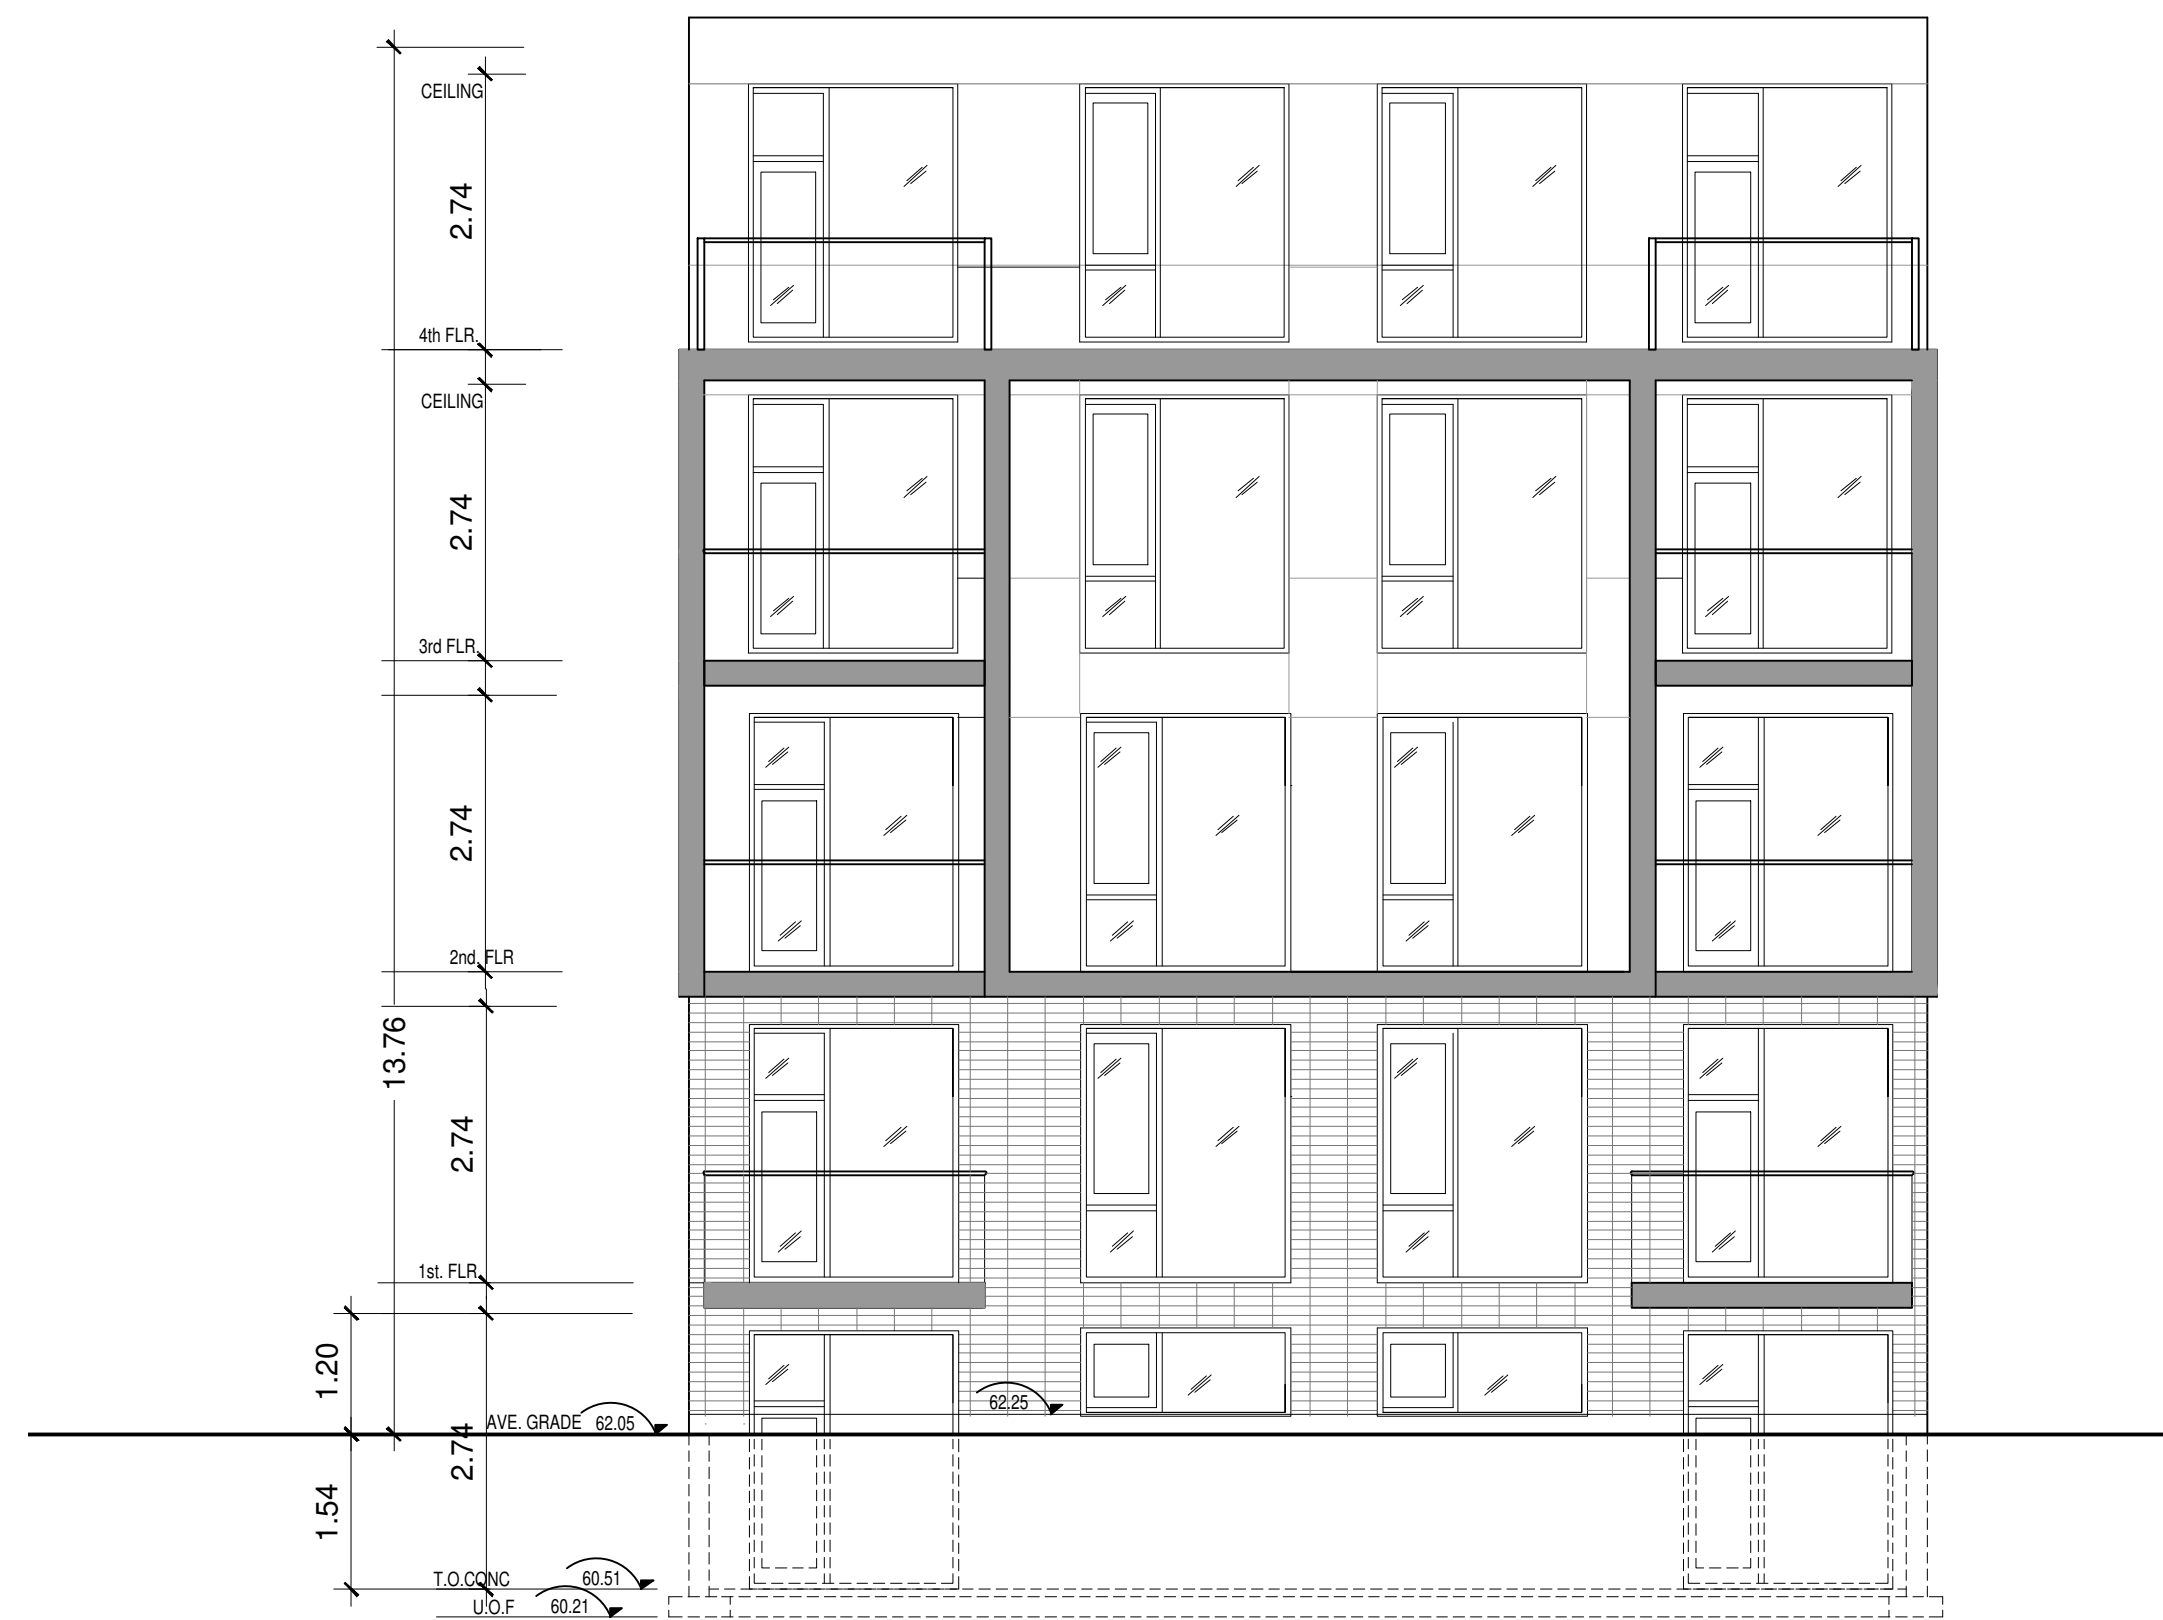 CEILING
2.74
4th FLR.
CEILING
2.74
3rd FLR.
2.74
2nd. FLR
13.76
2.74
1st. FLR.
1.20
62.25
AVE. GRADE 62.05
2.74
1.54
T.O.CONC 60.51
U.O.F 60.21